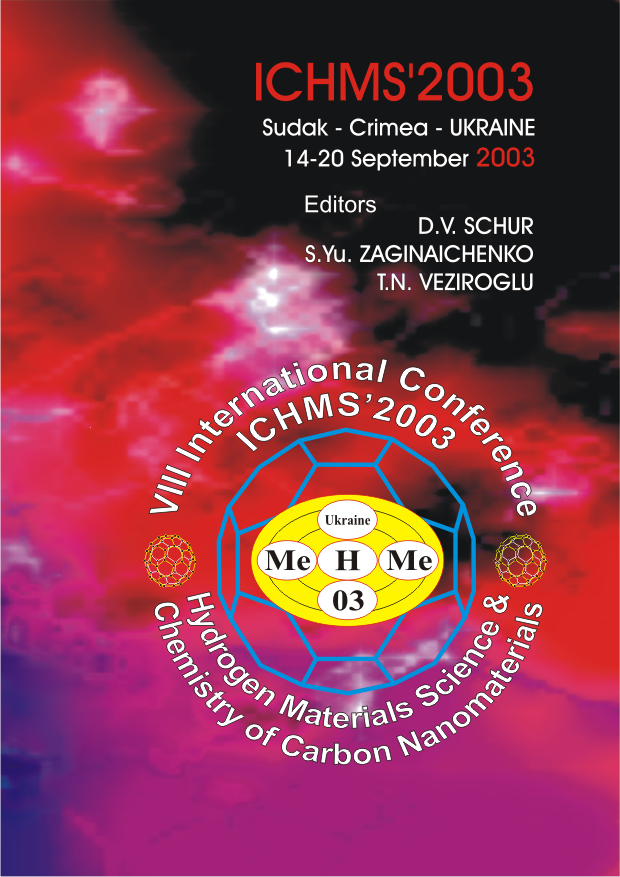 ICHMS'2003
Sudak - Crimea - UKRAINE
14-20 September 2003
Editors
D.V. SCHUR
S.Yu. ZAGINAICHENKO
T.N. VEZIROGLU
VIII International Conference
ICHMS’2003
Ukraine
Me H Me
03
Hydrogen Materials Science &
Chemistry of Carbon Nanomaterials